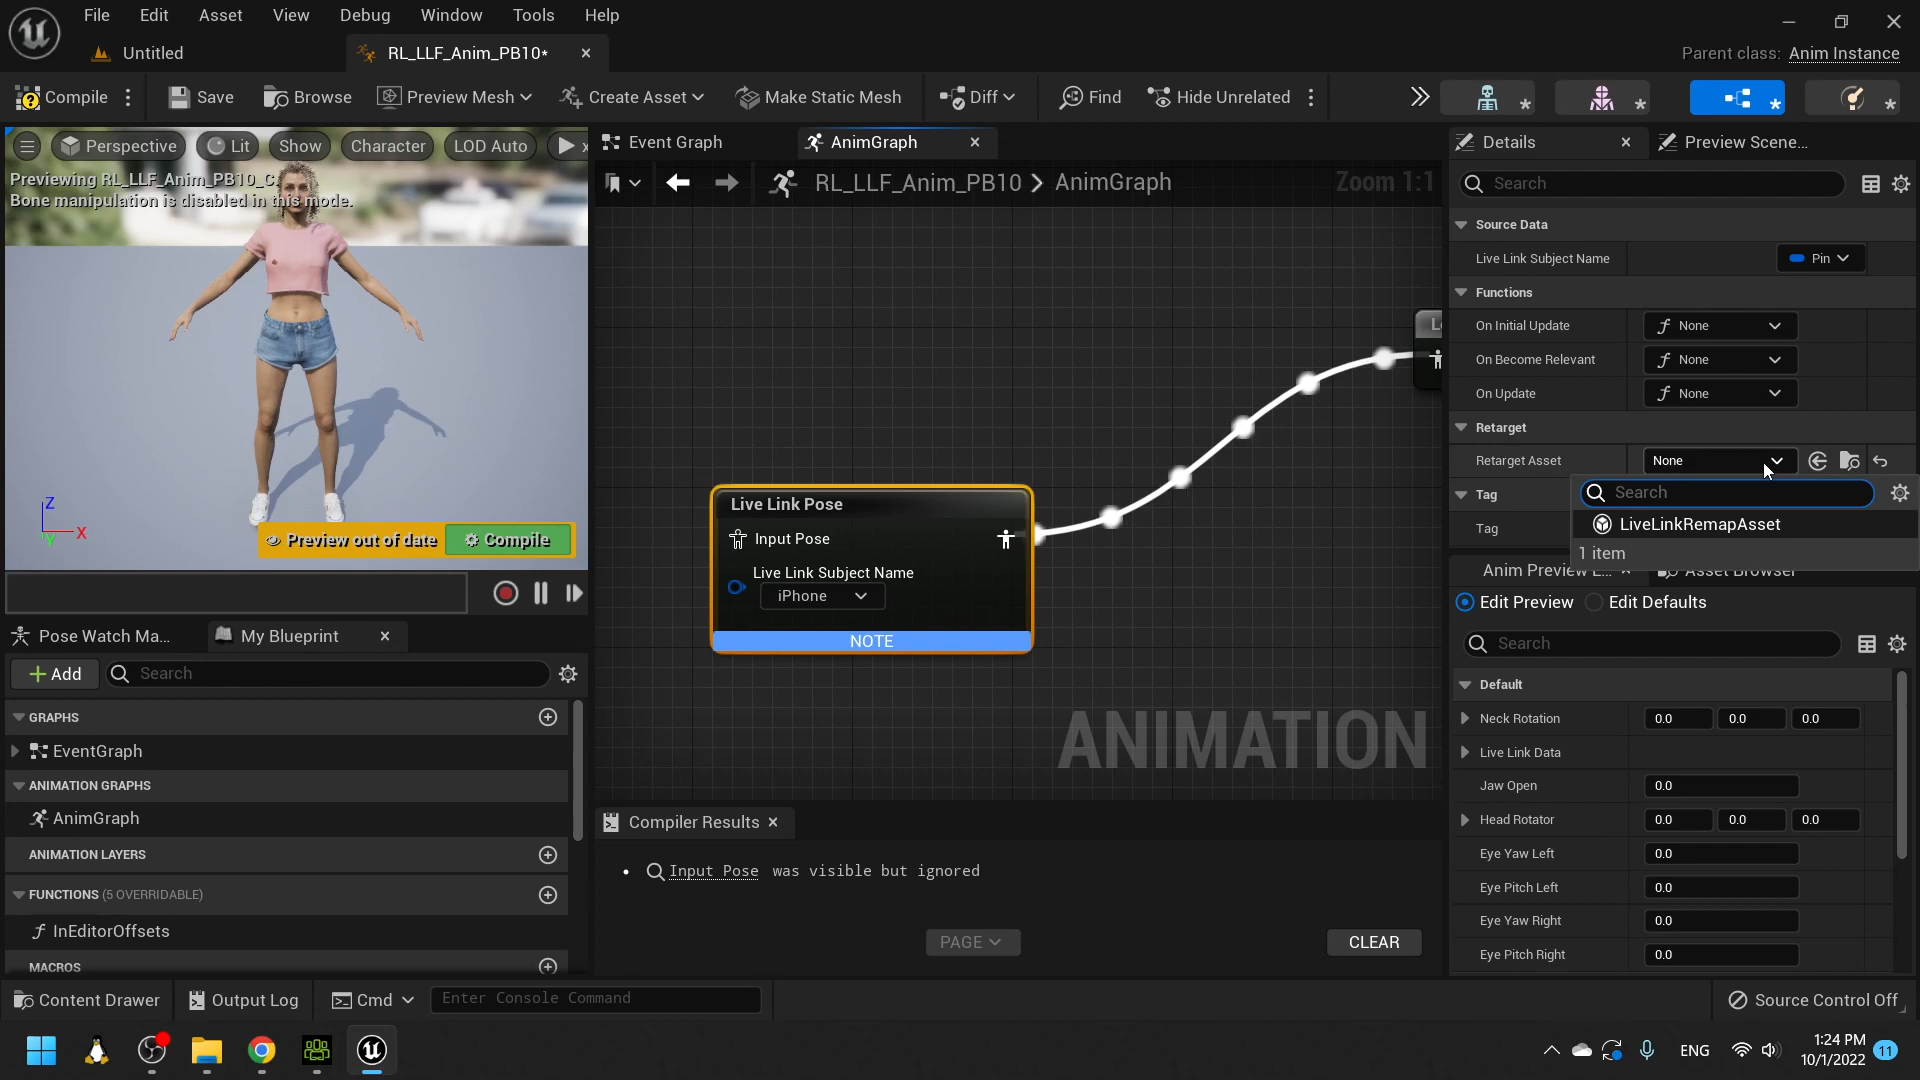 File Edit Asset View Debug Window Tools Help
Untitled
RL_LLF_Anim_PB10*
Parent class: Anim Instance
Compile
Save
Browse
Preview Mesh
Create Asset
Make Static Mesh
Diff
Find
Hide Unrelated
Perspective
Lit
Show
Character
LOD Auto
Previewing RL_LLF_Anim_PB10_C.
Bone manipulation is disabled in this mode.
Z
X
Y
Preview out of date
Compile
Event Graph
AnimGraph
RL_LLF_Anim_PB10 > AnimGraph
Zoom 1:1
Live Link Pose
Input Pose
Live Link Subject Name
iPhone
NOTE
ANIMATION
Compiler Results
• Input Pose was visible but ignored
PAGE
CLEAR
Pose Watch Ma...
My Blueprint
Add
Search
GRAPHS
EventGraph
ANIMATION GRAPHS
AnimGraph
ANIMATION LAYERS
FUNCTIONS (5 OVERRIDABLE)
InEditorOffsets
MACROS
Details
Preview Scene...
Search
Source Data
Live Link Subject Name
Pin
Functions
On Initial Update
None
On Become Relevant
None
On Update
None
Retarget
Retarget Asset
None
Search
LiveLinkRemapAsset
1 item
Tag
Tag
Edit Preview
Edit Defaults
Search
Default
Neck Rotation 0.0 0.0 0.0
Live Link Data
Jaw Open 0.0
Head Rotator 0.0 0.0 0.0
Eye Yaw Left 0.0
Eye Pitch Left 0.0
Eye Yaw Right 0.0
Eye Pitch Right 0.0
Content Drawer
Output Log
Cmd
Enter Console Command
Source Control Off
ENG
1:24 PM
10/1/2022
11